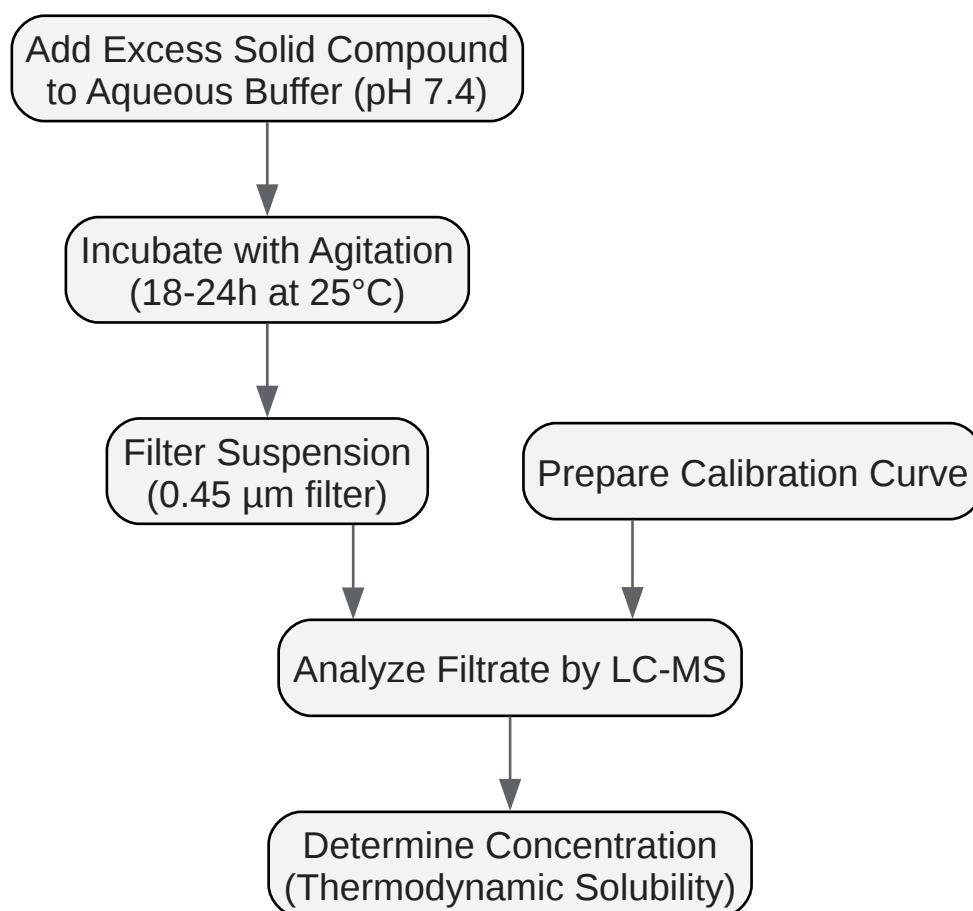 Add Excess Solid Compound
to Aqueous Buffer (pH 7.4)
Incubate with Agitation
(18-24h at 25°C)
Filter Suspension
(0.45 µm filter)
Prepare Calibration Curve
Analyze Filtrate by LC-MS
Determine Concentration
(Thermodynamic Solubility)